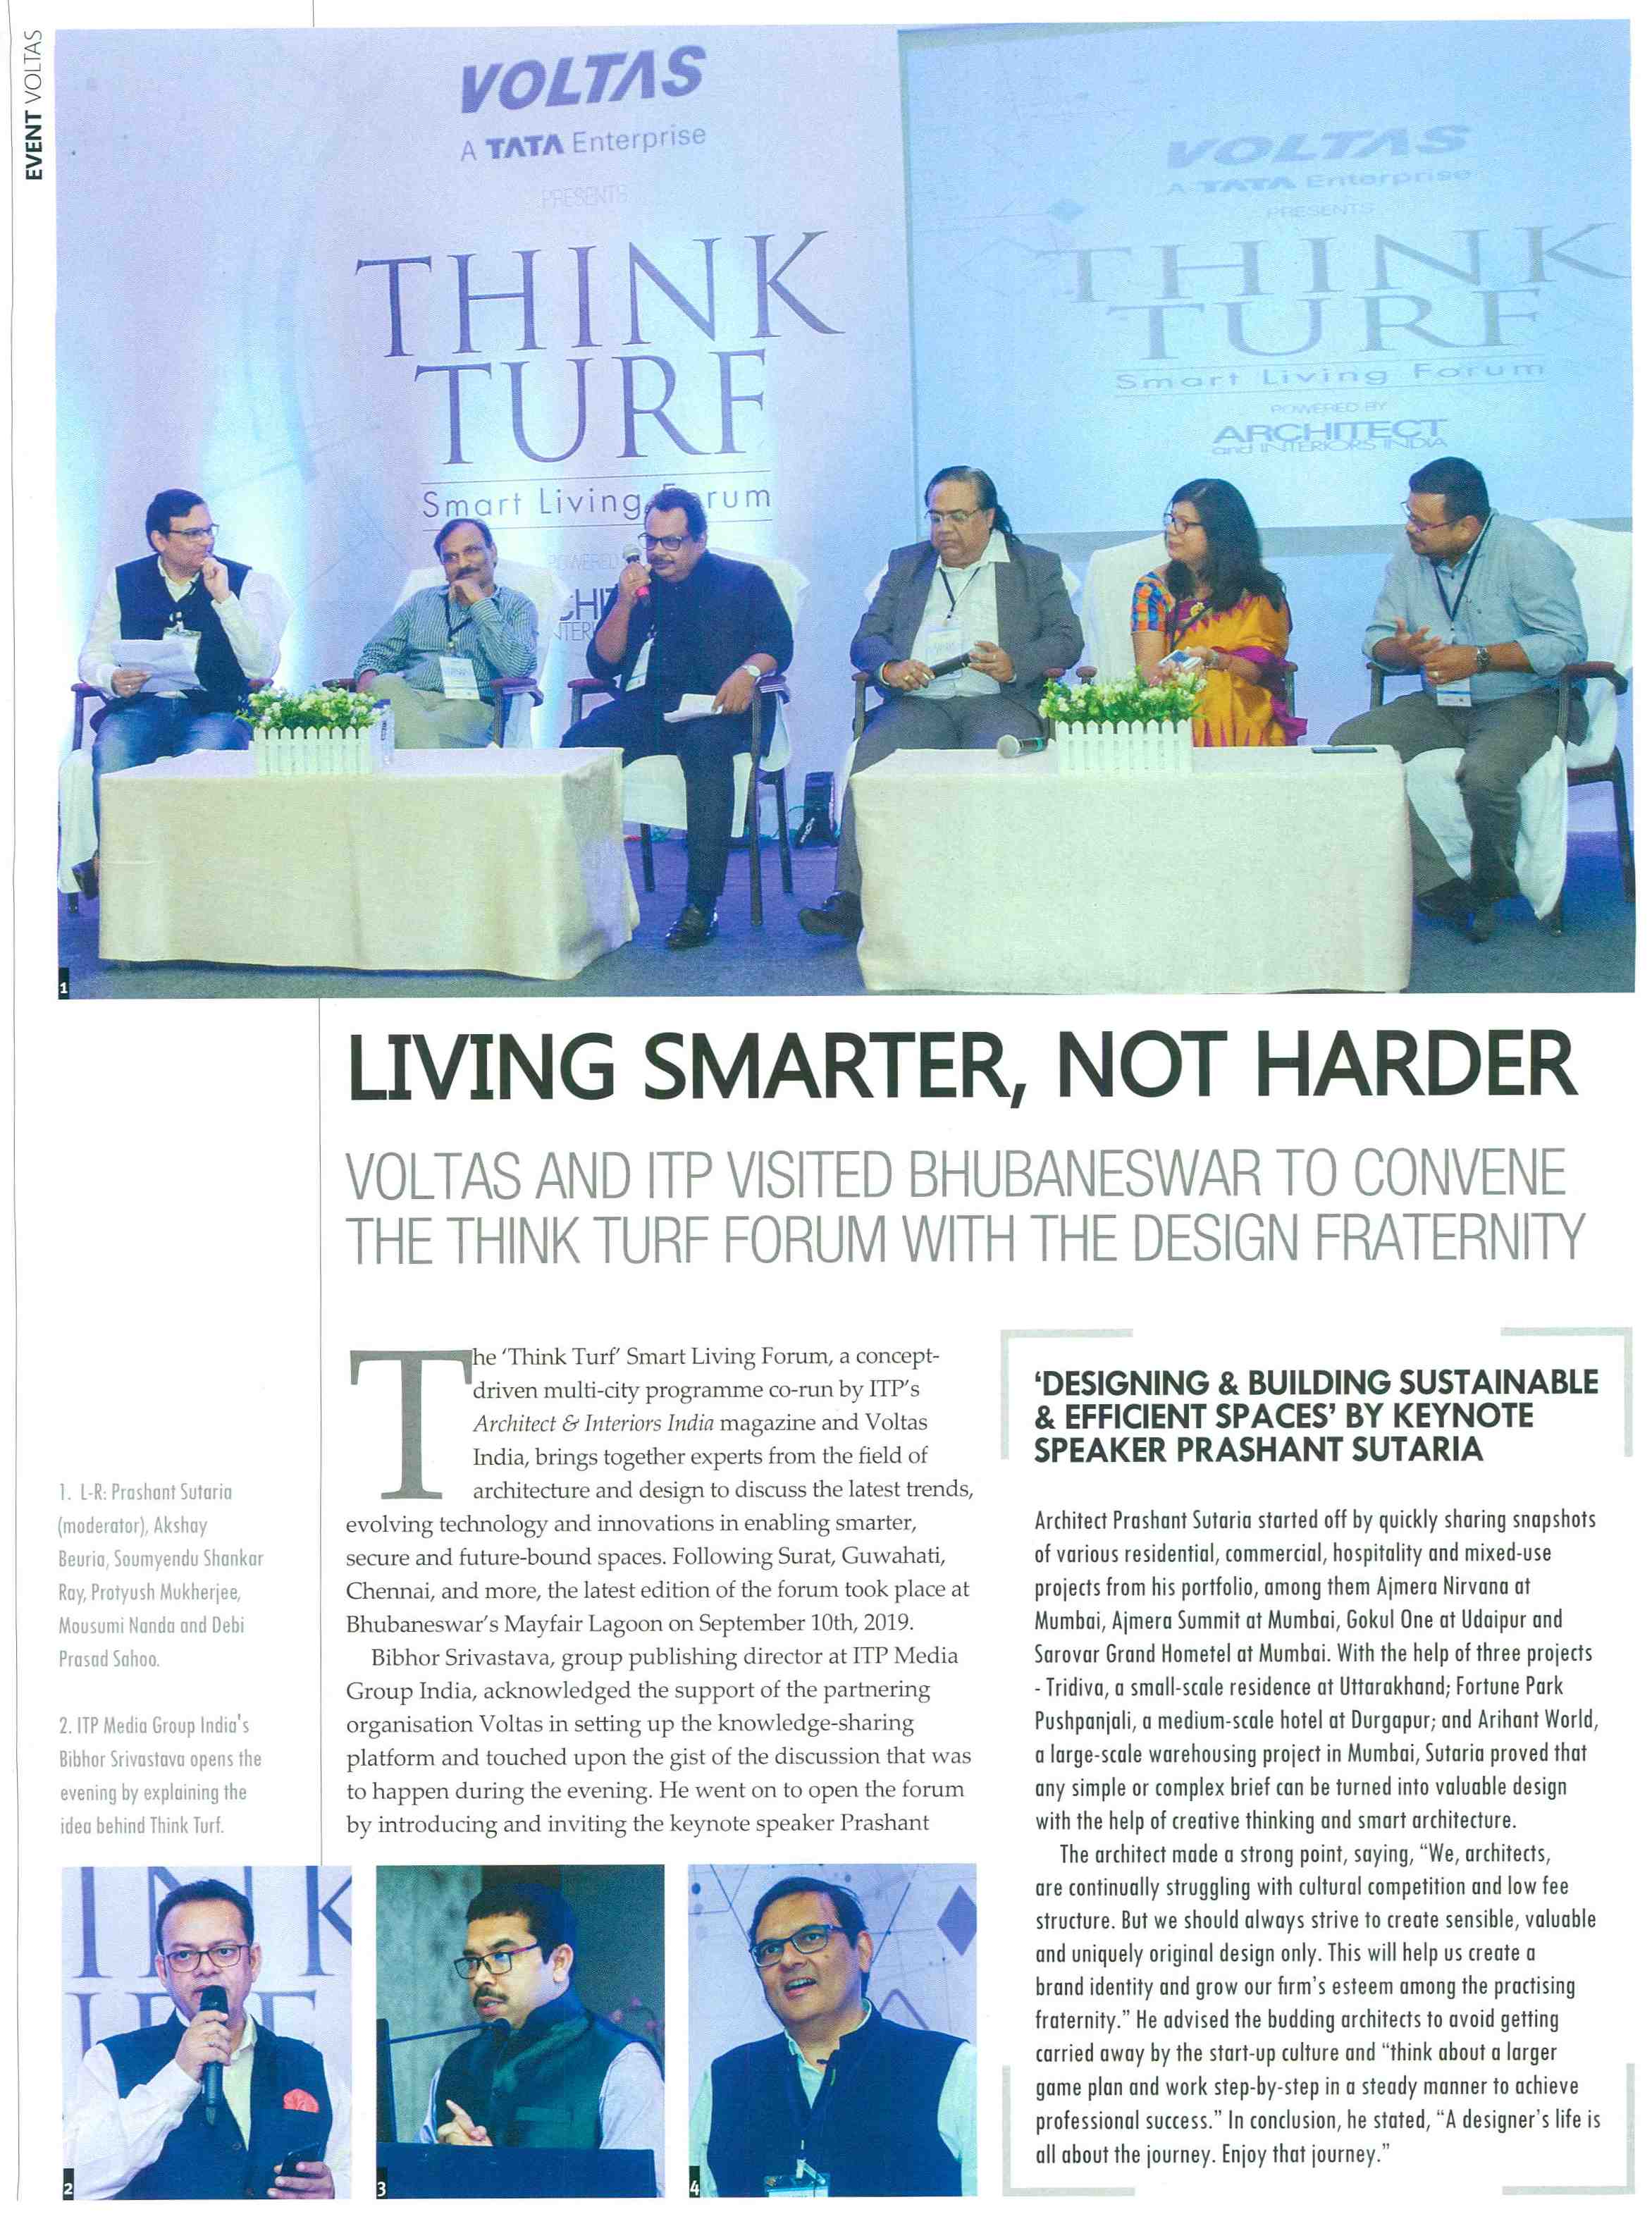 EVENT VOLTAS
VOLTAS
A TATA Enterprise
PRESENTS
THINK
TURF
Smart Living Forum
POWERED
VOLTAS
A TATA Enterprise
PRESENTS
THINK
TURF
Smart Living Forum
POWERED BY
ARCHITECT
and INTERIORS INDIA
1
LIVING SMARTER, NOT HARDER
VOLTAS AND ITP VISITED BHUBANESWAR TO CONVENE
THE THINK TURF FORUM WITH THE DESIGN FRATERNITY
1. L-R: Prashant Sutaria
(moderator), Akshay
Beuria, Soumyendu Shankar
Ray, Protyush Mukherjee,
Mousumi Nanda and Debi
Prasad Sahoo.
2. ITP Media Group India's
Bibhor Srivastava opens the
evening by explaining the
idea behind Think Turf.
The 'Think Turf' Smart Living Forum, a concept-
driven multi-city programme co-run by ITP's
Architect & Interiors India magazine and Voltas
India, brings together experts from the field of
architecture and design to discuss the latest trends,
evolving technology and innovations in enabling smarter,
secure and future-bound spaces. Following Surat, Guwahati,
Chennai, and more, the latest edition of the forum took place at
Bhubaneswar's Mayfair Lagoon on September 10th, 2019.
Bibhor Srivastava, group publishing director at ITP Media
Group India, acknowledged the support of the partnering
organisation Voltas in setting up the knowledge-sharing
platform and touched upon the gist of the discussion that was
to happen during the evening. He went on to open the forum
by introducing and inviting the keynote speaker Prashant
'DESIGNING & BUILDING SUSTAINABLE
& EFFICIENT SPACES' BY KEYNOTE
SPEAKER PRASHANT SUTARIA
Architect Prashant Sutaria started off by quickly sharing snapshots
of various residential, commercial, hospitality and mixed-use
projects from his portfolio, among them Ajmera Nirvana at
Mumbai, Ajmera Summit at Mumbai, Gokul One at Udaipur and
Sarovar Grand Hometel at Mumbai. With the help of three projects
- Tridiva, a small-scale residence at Uttarakhand; Fortune Park
Pushpanjali, a medium-scale hotel at Durgapur; and Arihant World,
a large-scale warehousing project in Mumbai, Sutaria proved that
any simple or complex brief can be turned into valuable design
with the help of creative thinking and smart architecture.
The architect made a strong point, saying, "We, architects,
are continually struggling with cultural competition and low fee
structure. But we should always strive to create sensible, valuable
and uniquely original design only. This will help us create a
brand identity and grow our firm's esteem among the practising
fraternity." He advised the budding architects to avoid getting
carried away by the start-up culture and "think about a larger
game plan and work step-by-step in a steady manner to achieve
professional success." In conclusion, he stated, "A designer's life is
all about the journey. Enjoy that journey."
2
3
4